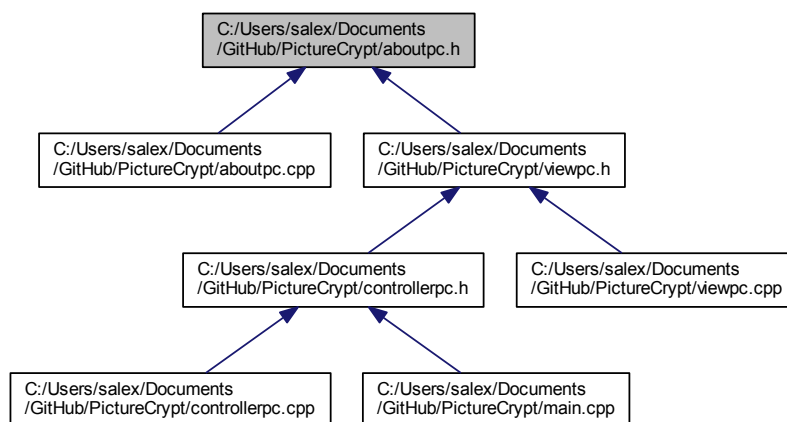 C:/Users/salex/Documents
/GitHub/PictureCrypt/aboutpc.h
C:/Users/salex/Documents
/GitHub/PictureCrypt/aboutpc.cpp
C:/Users/salex/Documents
/GitHub/PictureCrypt/viewpc.h
C:/Users/salex/Documents
/GitHub/PictureCrypt/controllerpc.h
C:/Users/salex/Documents
/GitHub/PictureCrypt/viewpc.cpp
C:/Users/salex/Documents
/GitHub/PictureCrypt/controllerpc.cpp
C:/Users/salex/Documents
/GitHub/PictureCrypt/main.cpp